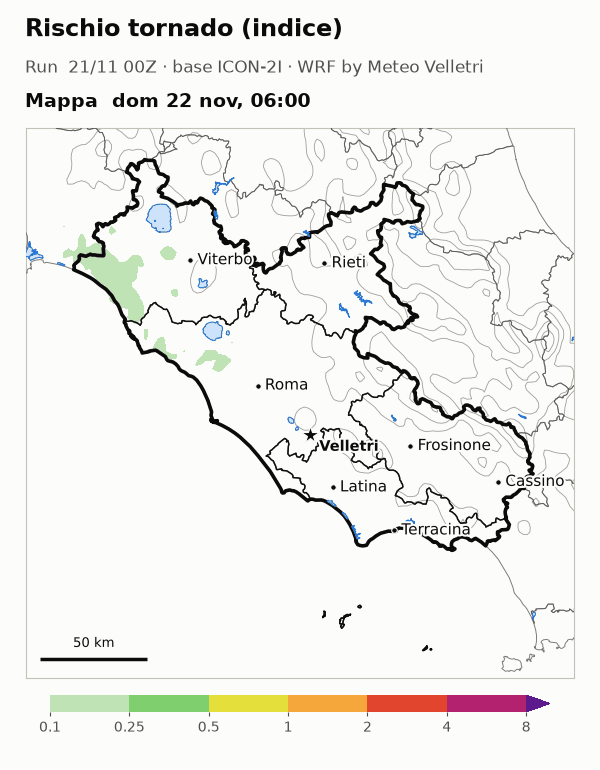 Rischio tornado (indice)
Run  21/11 00Z · base ICON-2I · WRF by Meteo Velletri
Mappa  dom 22 nov, 06:00
Viterbo
Rieti
Roma
Velletri
Frosinone
Cassino
Latina
Terracina
50 km
0.1 0.25 0.5 1 2 4 8